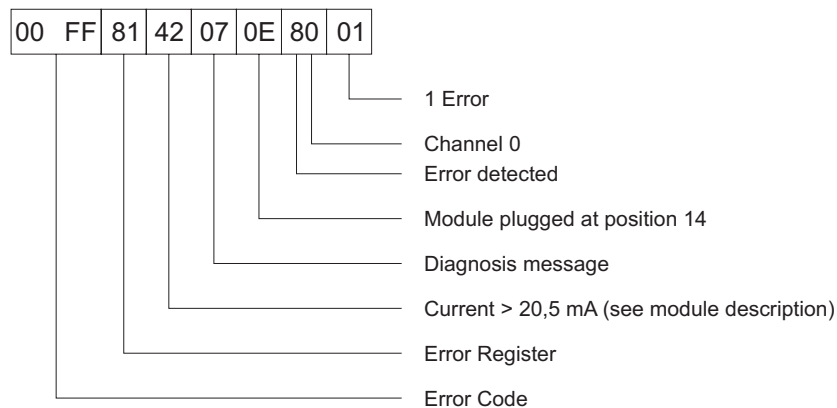 00 FF 81 42 07 0E 80 01
1 Error
Channel 0
Error detected
Module plugged at position 14
Diagnosis message
Current > 20,5 mA (see module description)
Error Register
Error Code